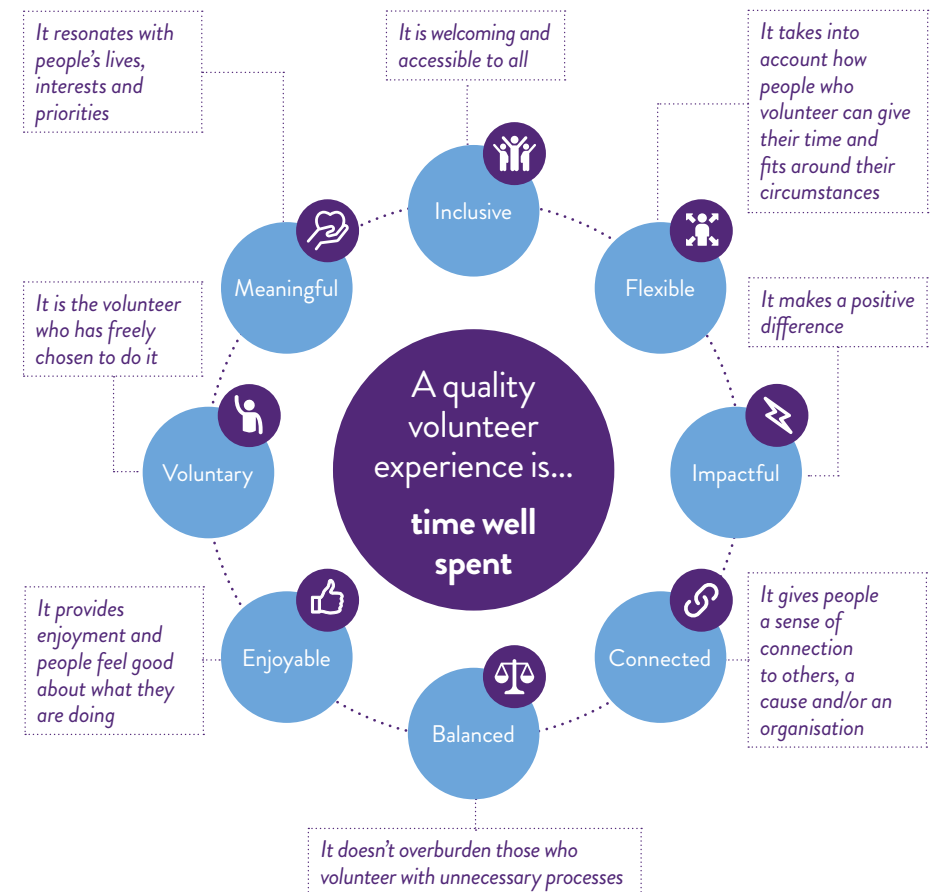 It resonates with
people's lives,
interests and
priorities
It is welcoming and
accessible to all
It takes into
account how
people who
volunteer can give
their time and
fits around their
circumstances
Inclusive
Meaningful
Flexible
It is the volunteer
who has freely
chosen to do it
It makes a positive
difference
A quality
volunteer
experience is...
time well
spent
Voluntary
Impactful
It provides
enjoyment and
people feel good
about what they
are doing
Enjoyable
Connected
It gives people
a sense of
connection
to others, a
cause and/or an
organisation
Balanced
It doesn't overburden those who
volunteer with unnecessary processes